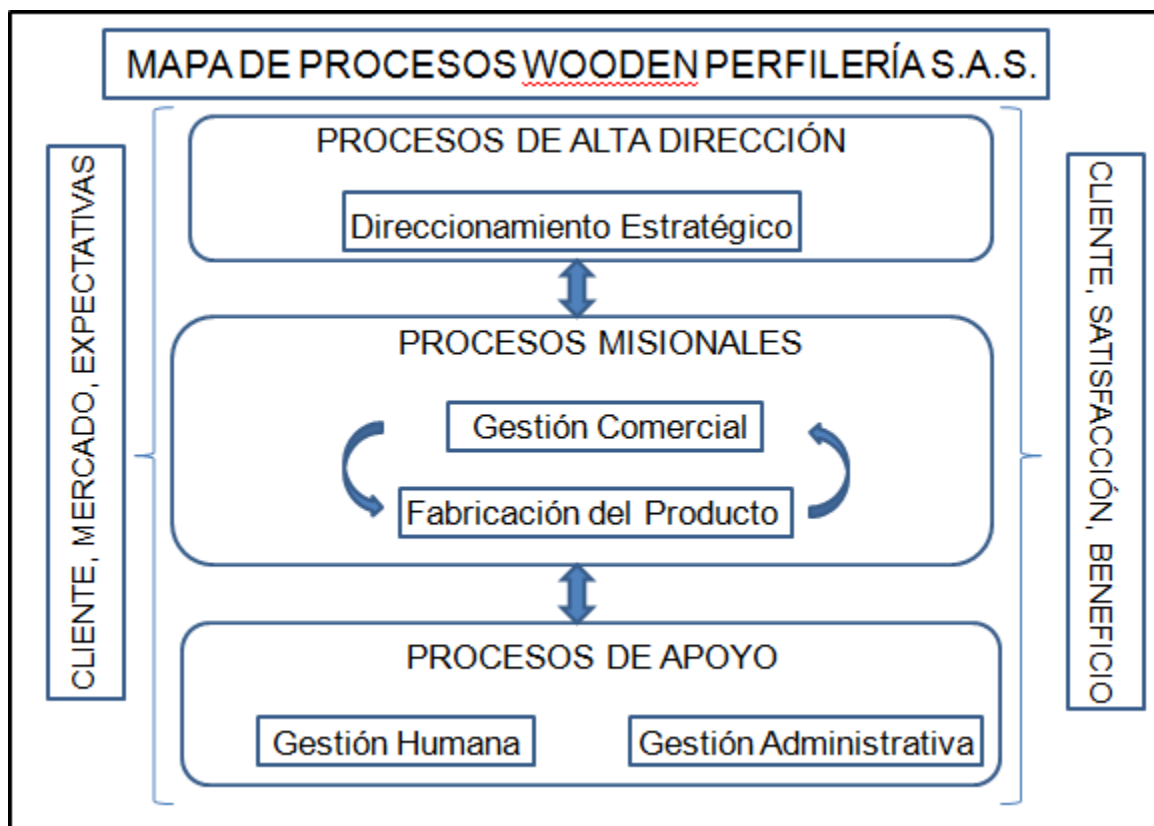 MAPA DE PROCESOS WOODEN PERFILERÍA S.A.S.
CLIENTE, MERCADO, EXPECTATIVAS
PROCESOS DE ALTA DIRECCIÓN
Direccionamiento Estratégico
PROCESOS MISIONALES
Gestión Comercial
Fabricación del Producto
PROCESOS DE APOYO
Gestión Humana
Gestión Administrativa
CLIENTE, SATISFACCIÓN, BENEFICIO